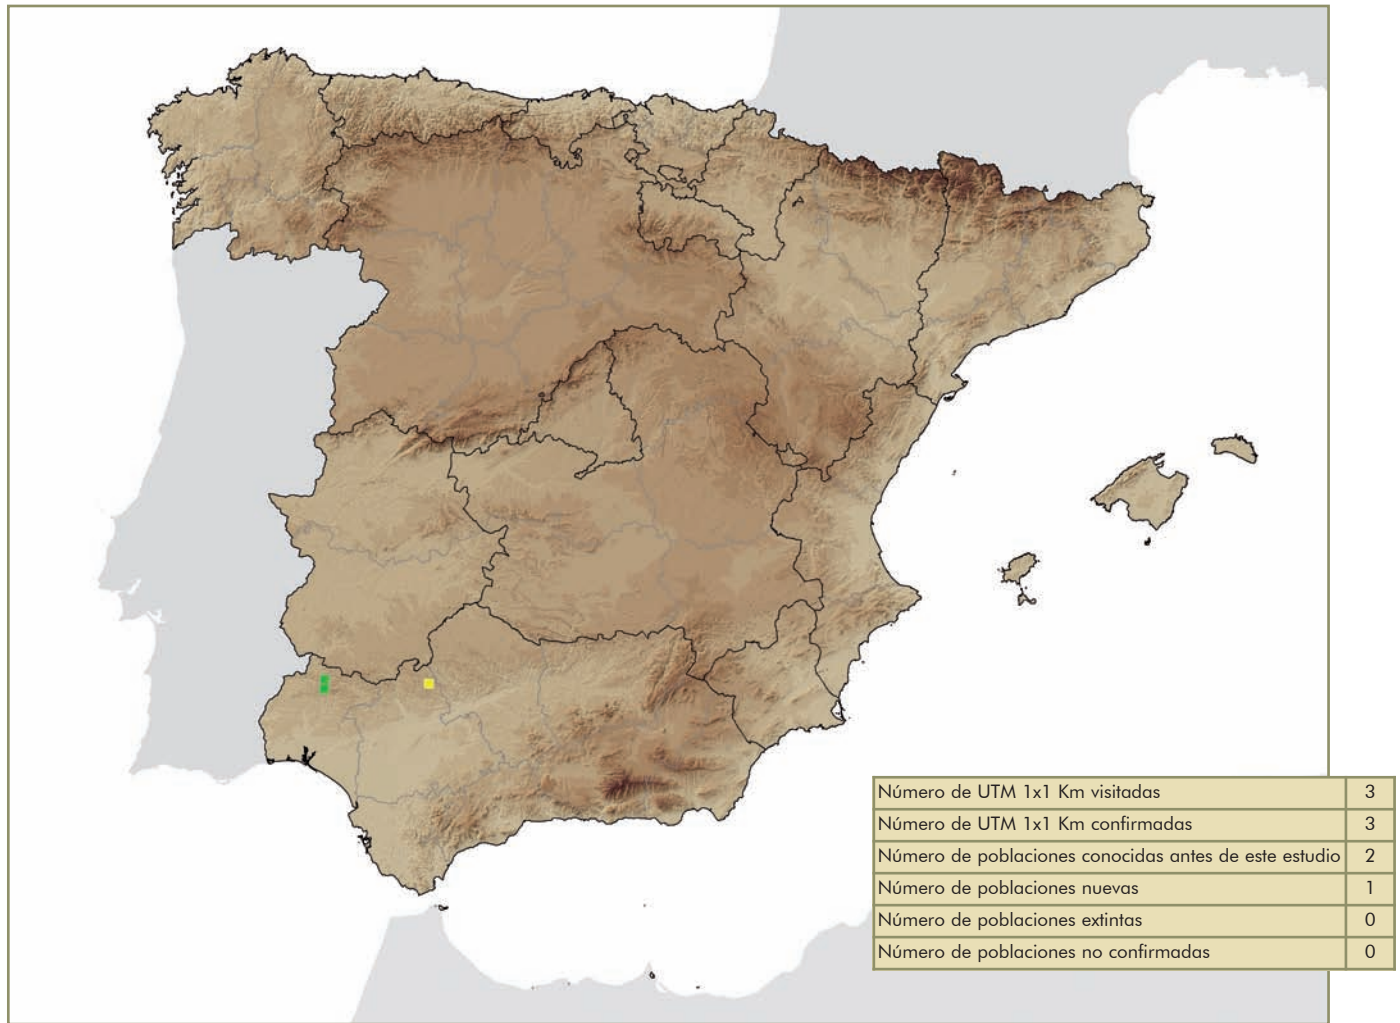 Número de UTM 1x1 Km visitadas 3
Número de UTM 1x1 Km confirmadas 3
Número de poblaciones conocidas antes de este estudio 2
Número de poblaciones nuevas 1
Número de poblaciones extintas 0
Número de poblaciones no confirmadas 0